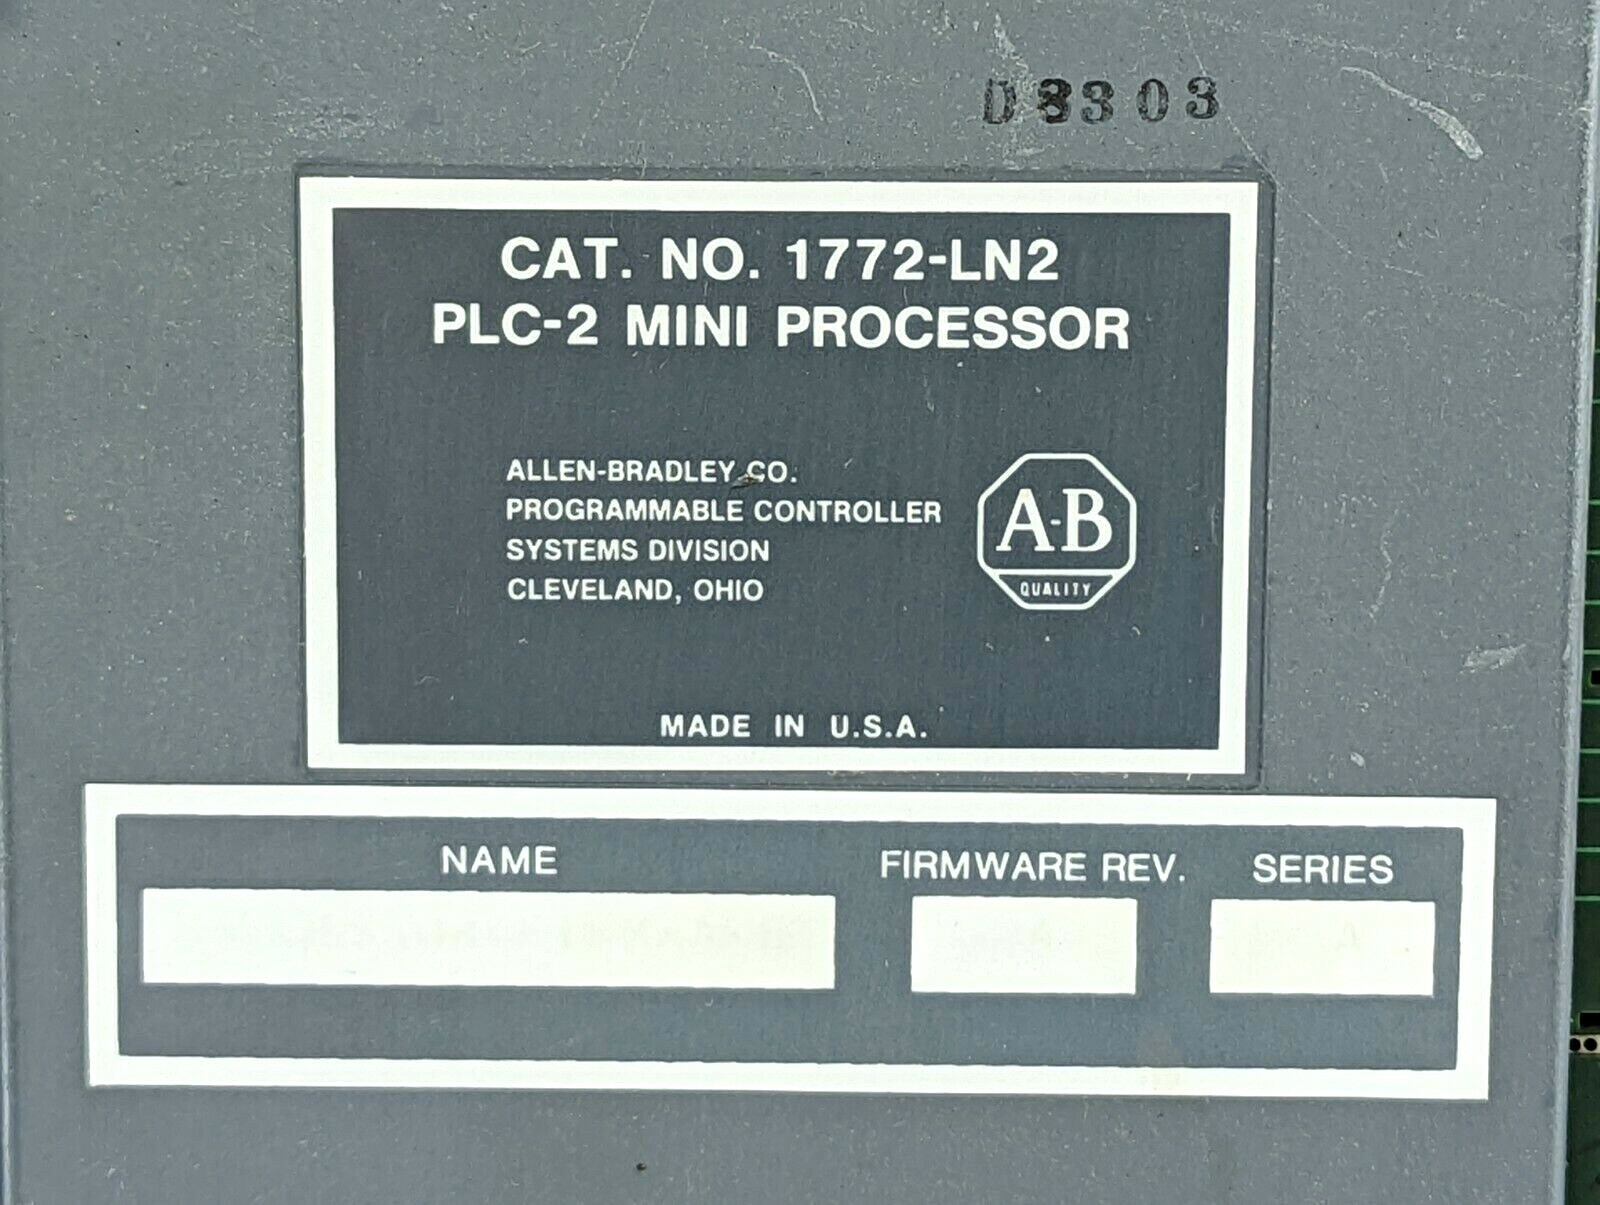 D8303
CAT. NO. 1772-LN2
PLC-2 MINI PROCESSOR
ALLEN-BRADLEY CO.
PROGRAMMABLE CONTROLLER
SYSTEMS DIVISION
CLEVELAND, OHIO
A-B
QUALITY
MADE IN U.S.A.
NAME FIRMWARE REV. SERIES